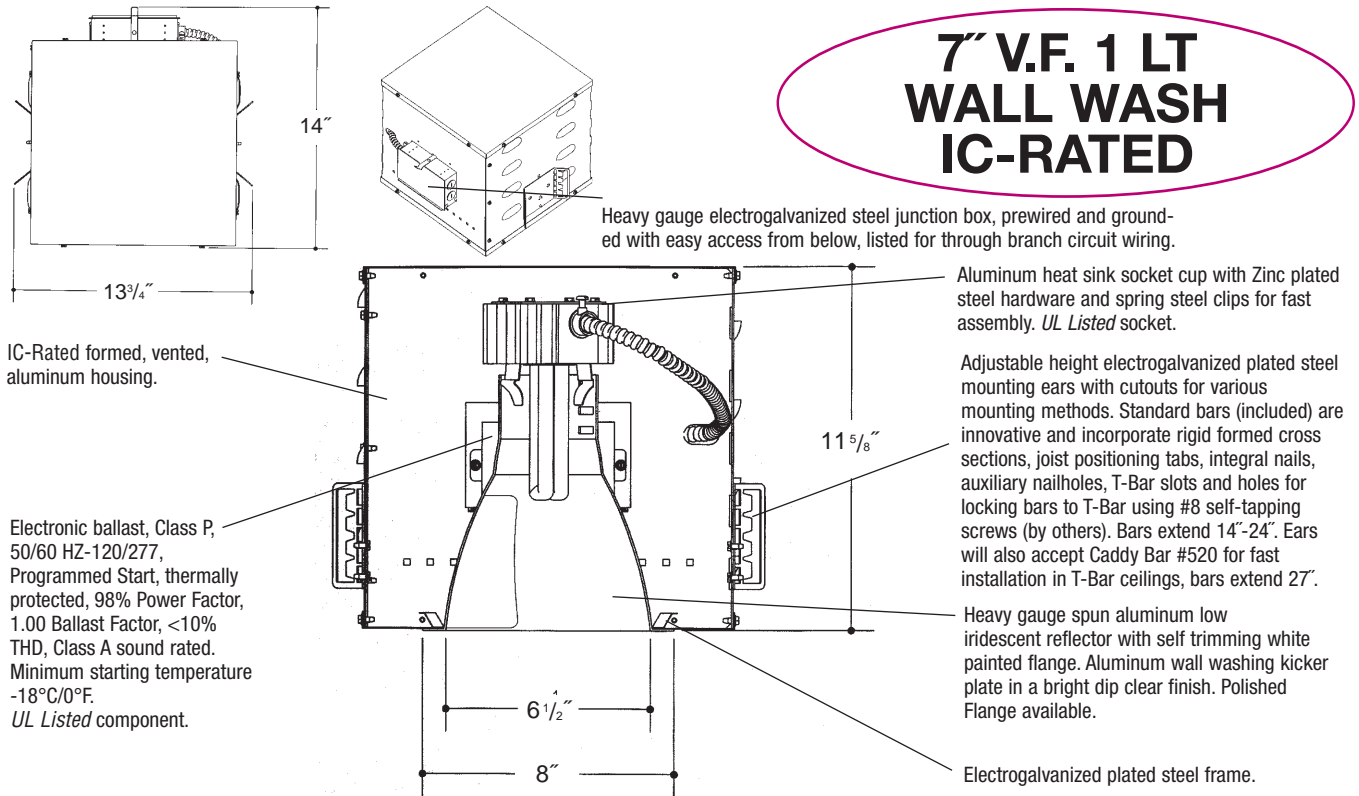 7″ V.F. 1 LT
WALL WASH
IC-RATED
14″
13 3/4″
Heavy gauge electrogalvanized steel junction box, prewired and ground-
ed with easy access from below, listed for through branch circuit wiring.
IC-Rated formed, vented,
aluminum housing.
Electronic ballast, Class P,
50/60 HZ-120/277,
Programmed Start, thermally
protected, 98% Power Factor,
1.00 Ballast Factor, <10%
THD, Class A sound rated.
Minimum starting temperature
-18°C/0°F.
UL Listed component.
11 5/8″
6 1/2″
8″
Aluminum heat sink socket cup with Zinc plated
steel hardware and spring steel clips for fast
assembly. UL Listed socket.
Adjustable height electrogalvanized plated steel
mounting ears with cutouts for various
mounting methods. Standard bars (included) are
innovative and incorporate rigid formed cross
sections, joist positioning tabs, integral nails,
auxiliary nailholes, T-Bar slots and holes for
locking bars to T-Bar using #8 self-tapping
screws (by others). Bars extend 14″-24″. Ears
will also accept Caddy Bar #520 for fast
installation in T-Bar ceilings, bars extend 27″.
Heavy gauge spun aluminum low
iridescent reflector with self trimming white
painted flange. Aluminum wall washing kicker
plate in a bright dip clear finish. Polished
Flange available.
Electrogalvanized plated steel frame.